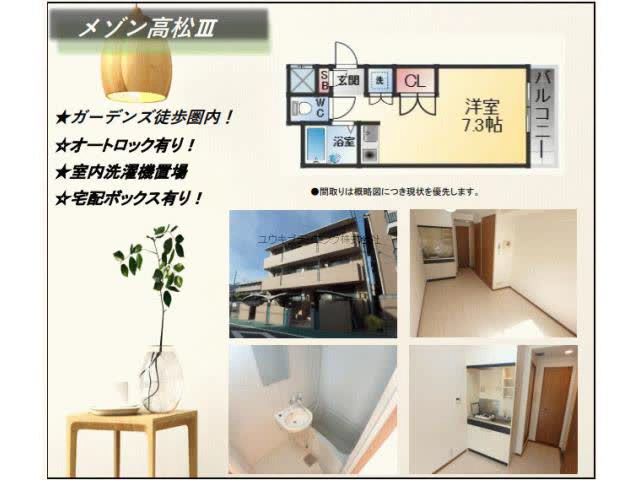 メゾン高松Ⅲ
★ガーデンズ徒歩圏内！
☆オートロック有り！
★室内洗濯機置場
☆宅配ボックス有り！
SB
玄関
洗
CL
WC
浴室
洋室
7.3帖
バルコニー
●間取りは概略図につき現状を優先します。